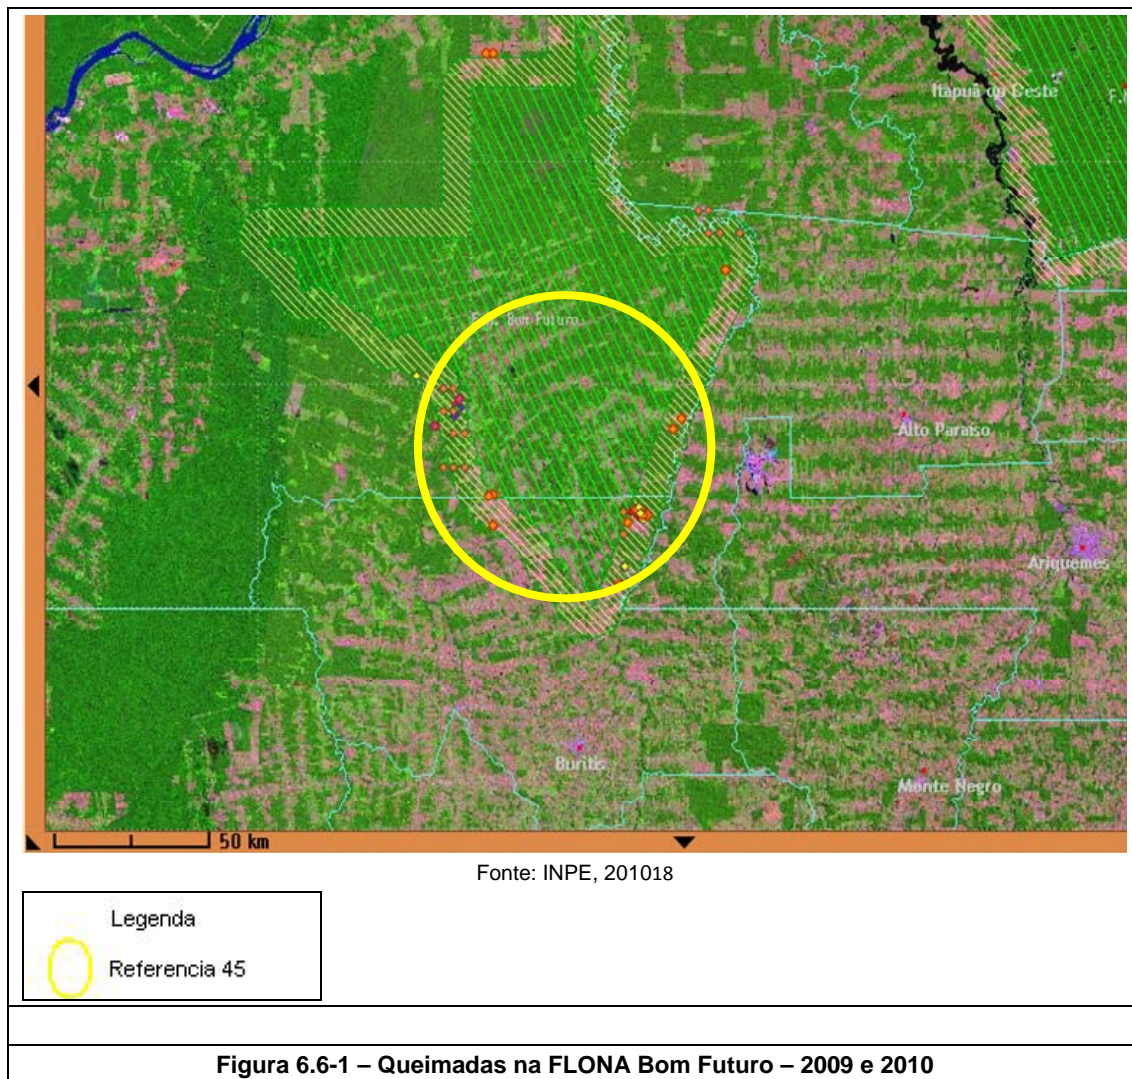 Itapuã do Oeste
F.
F.N. Bom Futuro
Alto Paraíso
Ariquemes
Buritis
Monte Negro
50 km
Fonte: INPE, 201018
Legenda
Referencia 45
Figura 6.6-1 – Queimadas na FLONA Bom Futuro – 2009 e 2010